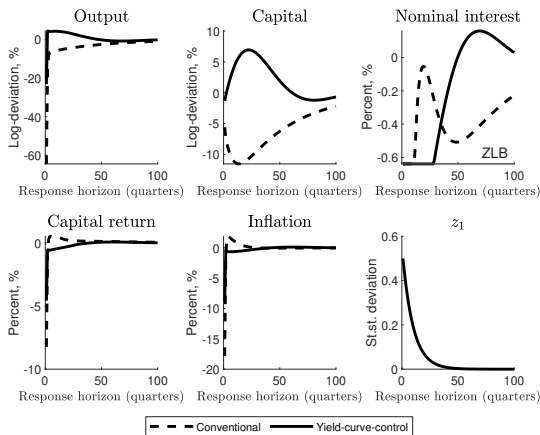 Output
Capital
Nominal interest
Log-deviation, %
0
-20
-40
-60
0
50
100
Response horizon (quarters)
Log-deviation, %
5
0
-5
-10
0
50
100
Response horizon (quarters)
Percent, %
0
-0.2
-0.4
-0.6
ZLB
0
50
100
Response horizon (quarters)
Capital return
Inflation
z1
Percent, %
0
-5
-10
0
50
100
Response horizon (quarters)
Percent, %
0
-5
-10
-15
-20
0
50
100
Response horizon (quarters)
St.st. deviation
0.6
0.4
0.2
0
0
50
100
Response horizon (quarters)
Conventional
Yield-curve-control